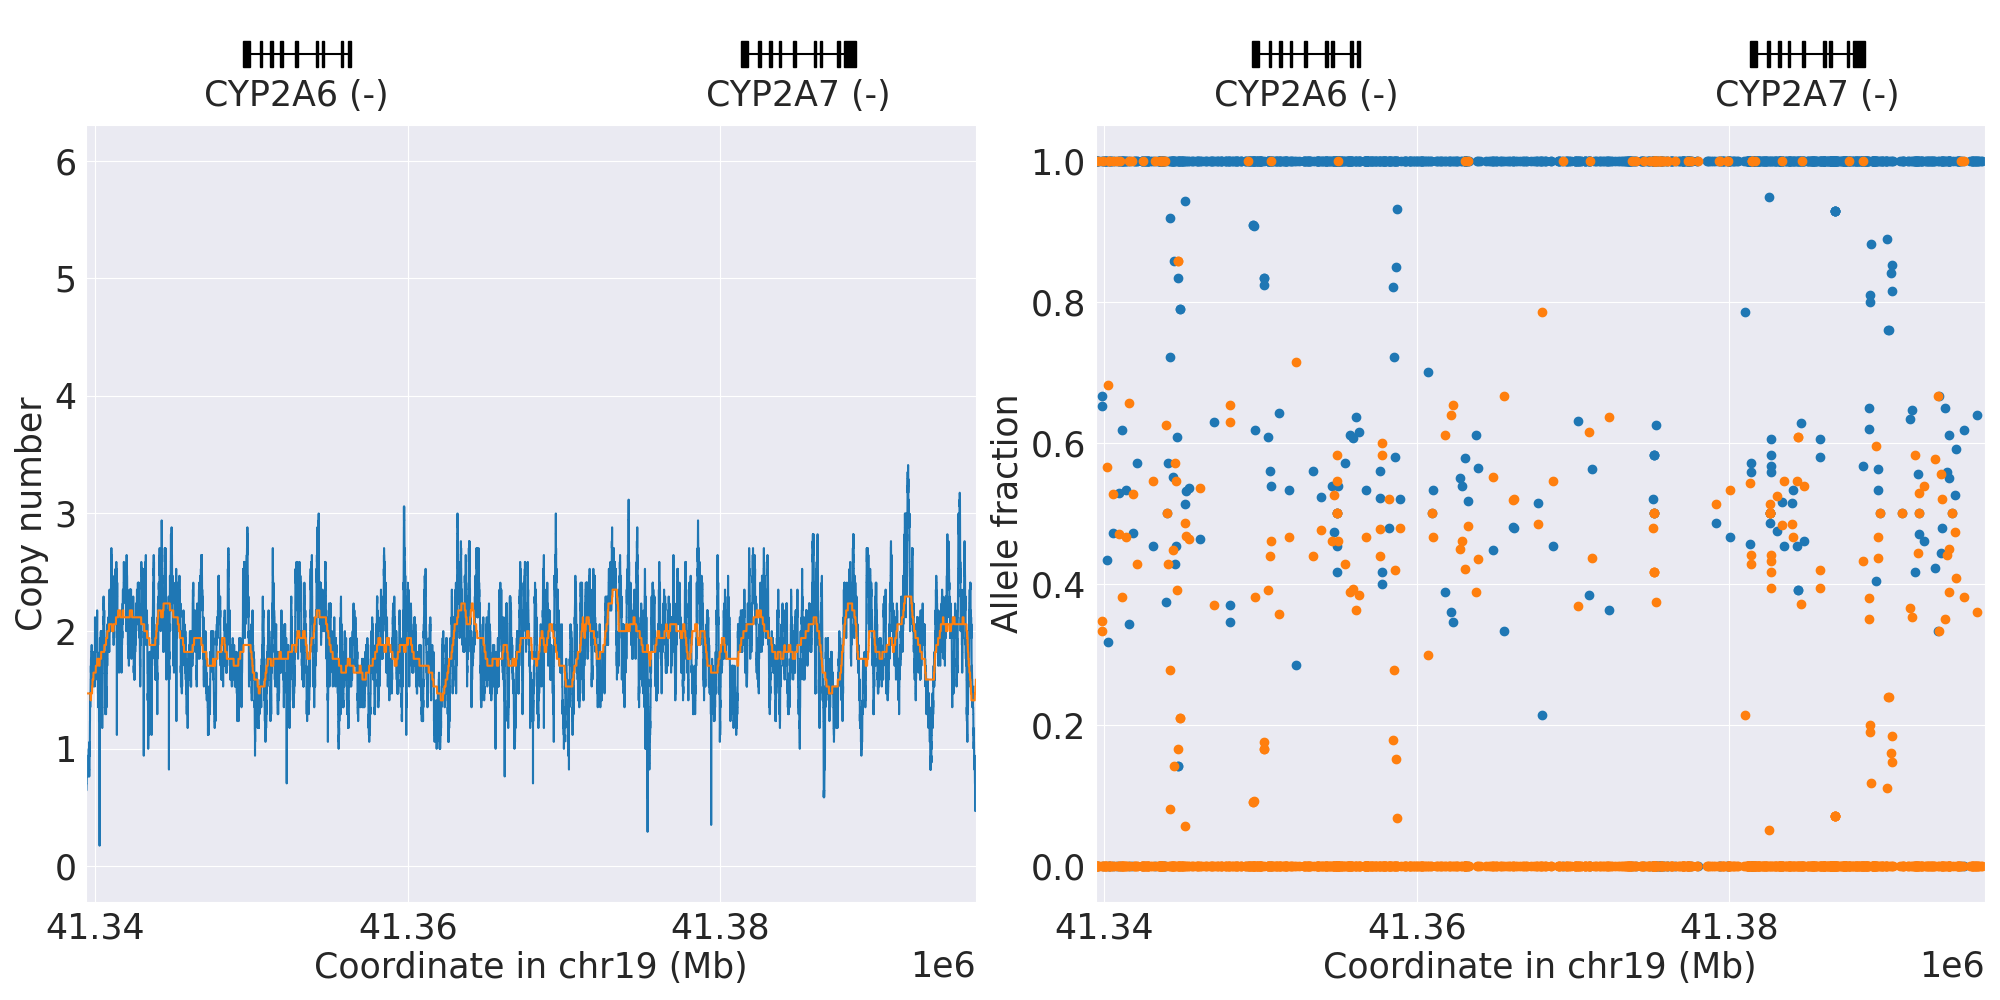 CYP2A6 (-)
CYP2A7 (-)
CYP2A6 (-)
CYP2A7 (-)
6
5
4
3
2
1
0
Copy number
41.34
41.36
41.38
Coordinate in chr19 (Mb)
1e6
1.0
0.8
0.6
0.4
0.2
0.0
Allele fraction
41.34
41.36
41.38
Coordinate in chr19 (Mb)
1e6